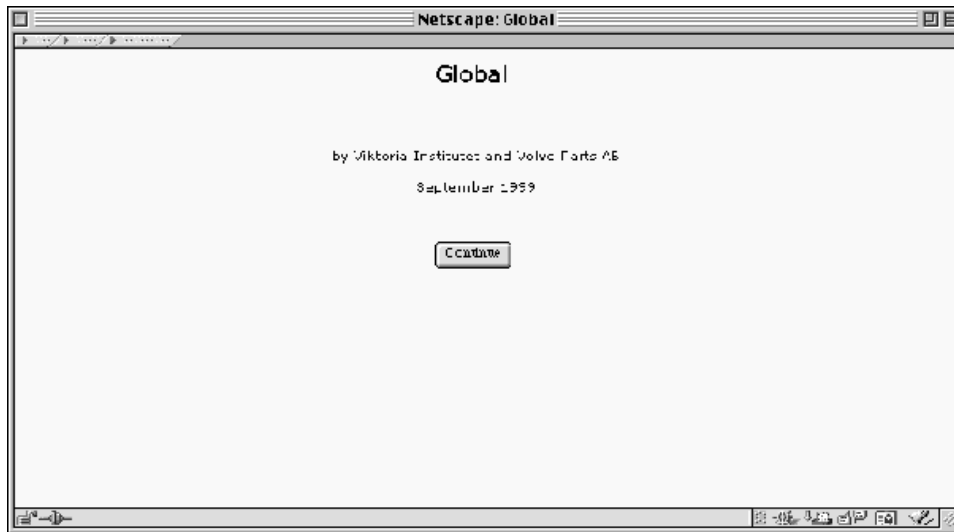 Netscape: Global
Global
by Viktoria Institutet and Volvo Parts AB
September 1999
Continue